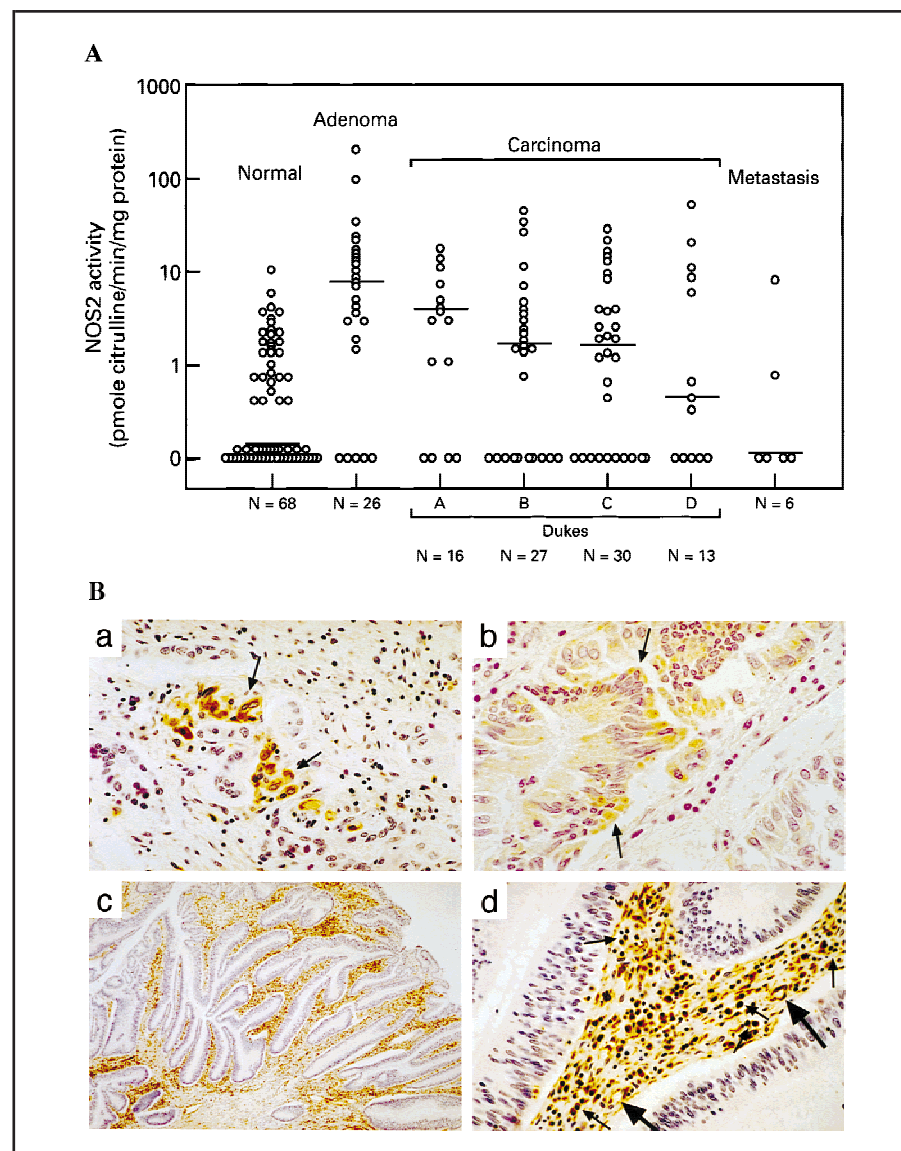 A
NOS2 activity
(pmole citrulline/min/mg protein)
1000
100
10
1
0
Normal
Adenoma
Carcinoma
Metastasis
N = 68
N = 26
A
B
C
D
N = 6
Dukes
N = 16
N = 27
N = 30
N = 13
B
a
b
c
d